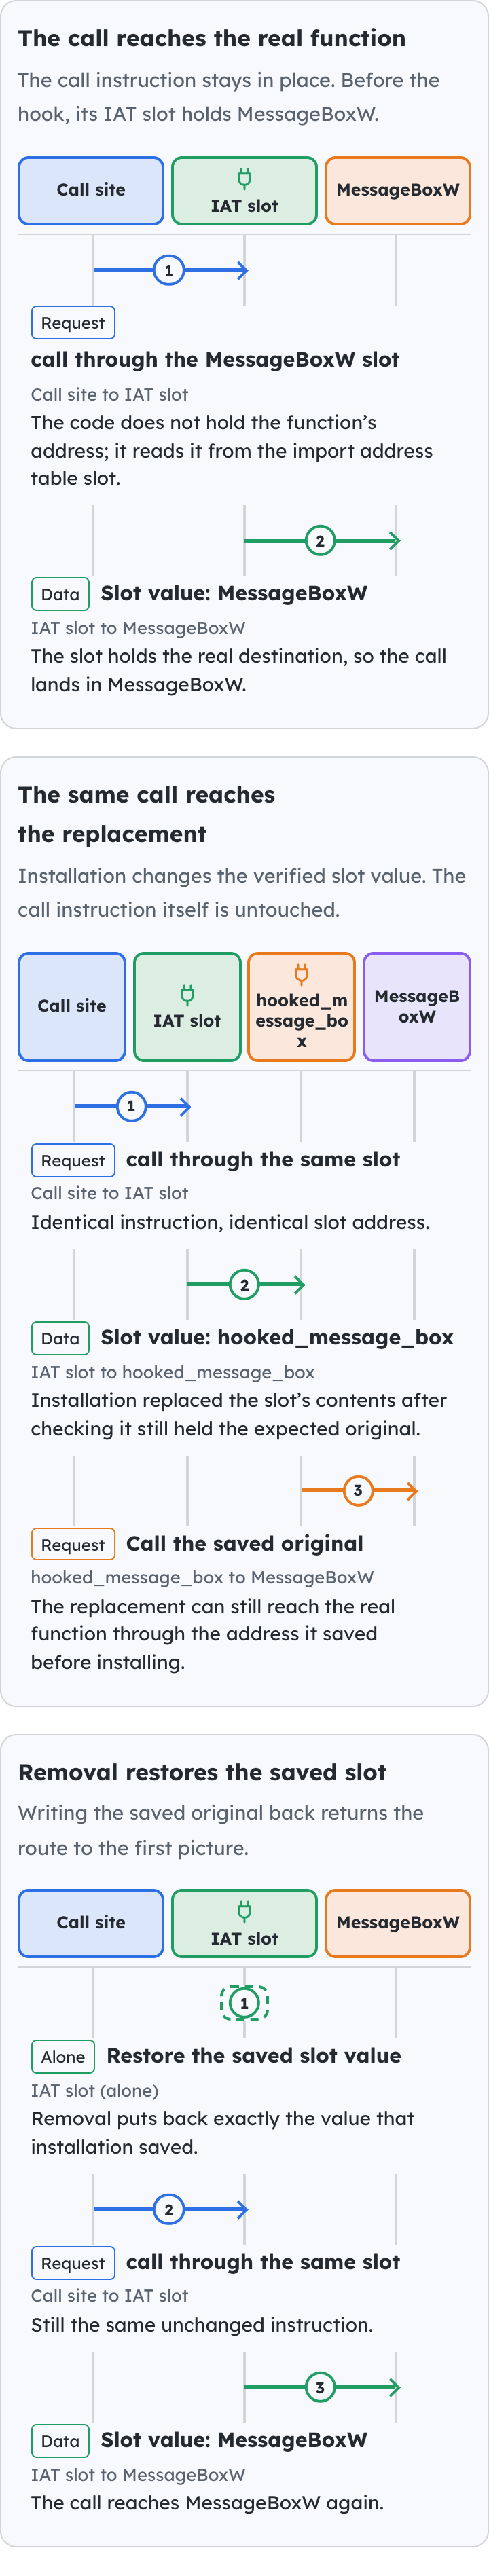 The call reaches the real function
The call instruction stays in place. Before the
hook, its IAT slot holds MessageBoxW.
Call site
IAT slot
MessageBoxW
1
Request
call through the MessageBoxW slot
Call site to IAT slot
The code does not hold the function’s
address; it reads it from the import address
table slot.
2
Data Slot value: MessageBoxW
IAT slot to MessageBoxW
The slot holds the real destination, so the call
lands in MessageBoxW.
The same call reaches
the replacement
Installation changes the verified slot value. The
call instruction itself is untouched.
Call site
IAT slot
hooked_m
essage_bo
x
MessageB
oxW
1
Request call through the same slot
Call site to IAT slot
Identical instruction, identical slot address.
2
Data Slot value: hooked_message_box
IAT slot to hooked_message_box
Installation replaced the slot’s contents after
checking it still held the expected original.
3
Request Call the saved original
hooked_message_box to MessageBoxW
The replacement can still reach the real
function through the address it saved
before installing.
Removal restores the saved slot
Writing the saved original back returns the
route to the first picture.
Call site
IAT slot
MessageBoxW
1
Alone Restore the saved slot value
IAT slot (alone)
Removal puts back exactly the value that
installation saved.
2
Request call through the same slot
Call site to IAT slot
Still the same unchanged instruction.
3
Data Slot value: MessageBoxW
IAT slot to MessageBoxW
The call reaches MessageBoxW again.